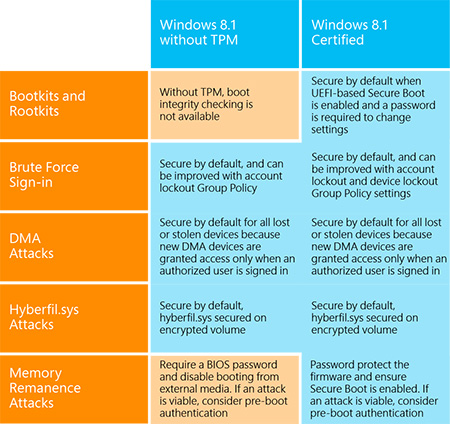 Windows 8.1
without TPM
Windows 8.1
Certified
Bootkits and
Rootkits
Without TPM, boot
integrity checking is
not available
Secure by default when
UEFI-based Secure Boot
is enabled and a password
is required to change
settings
Brute Force
Sign-in
Secure by default, and can
be improved with account
lockout Group Policy
Secure by default, and can
be improved with account
lockout and device lockout
Group Policy settings
DMA
Attacks
Secure by default for all lost
or stolen devices because
new DMA devices are
granted access only when an
authorized user is signed in
Secure by default for all lost
or stolen devices because
new DMA devices are
granted access only when an
authorized user is signed in
Hyberfil.sys
Attacks
Secure by default,
hyberfil.sys secured on
encrypted volume
Secure by default,
hyberfil.sys secured on
encrypted volume
Memory
Remanence
Attacks
Require a BIOS password
and disable booting from
external media. If an attack
is viable, consider pre-boot
authentication
Password protect the
firmware and ensure
Secure Boot is enabled. If
an attack is viable, consider
pre-boot authentication